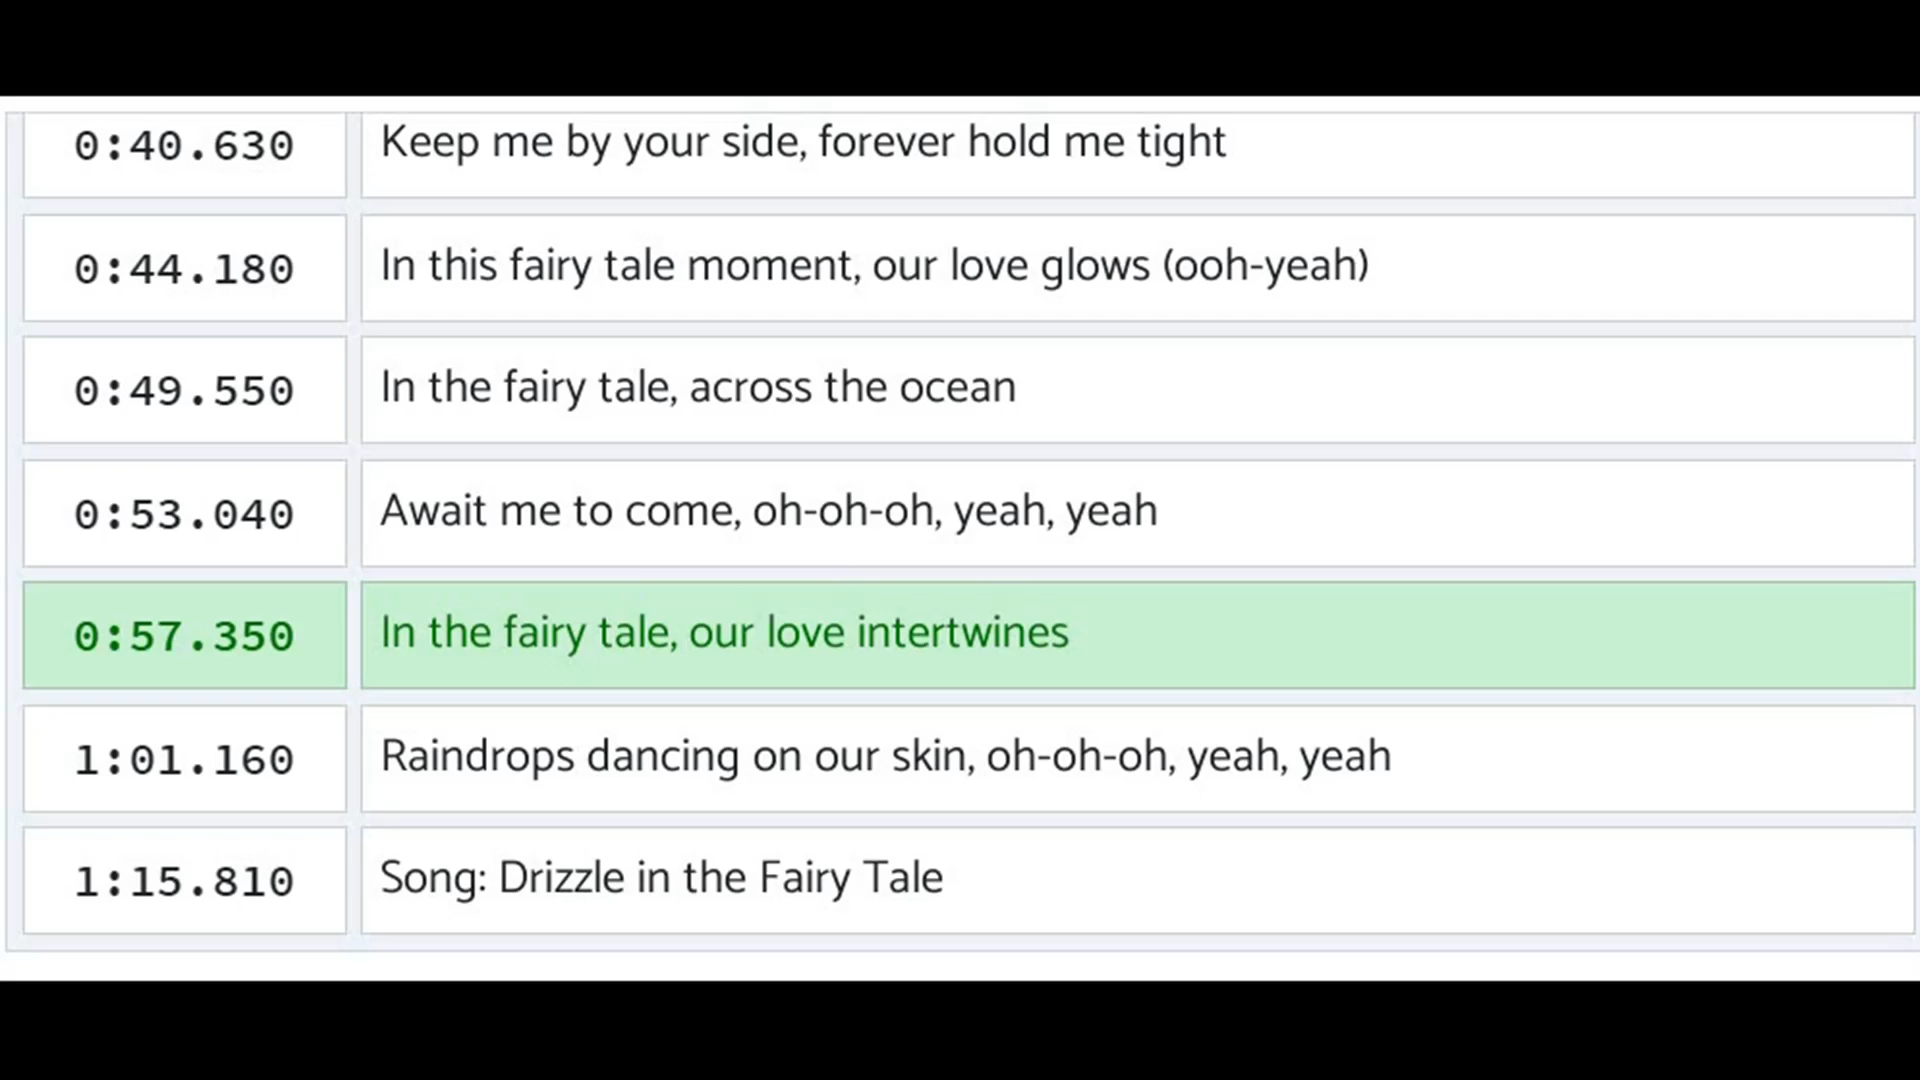 0:40.630 Keep me by your side, forever hold me tight
0:44.180 In this fairy tale moment, our love glows (ooh-yeah)
0:49.550 In the fairy tale, across the ocean
0:53.040 Await me to come, oh-oh-oh, yeah, yeah
0:57.350 In the fairy tale, our love intertwines
1:01.160 Raindrops dancing on our skin, oh-oh-oh, yeah, yeah
1:15.810 Song: Drizzle in the Fairy Tale